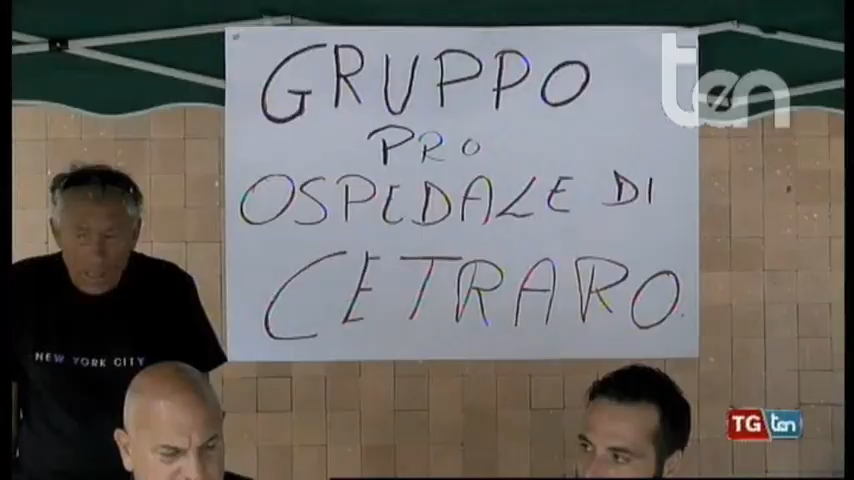 GRUPPO
PRO
OSPEDALE DI
CETRARO
ten
NEW YORK CITY
TG ten